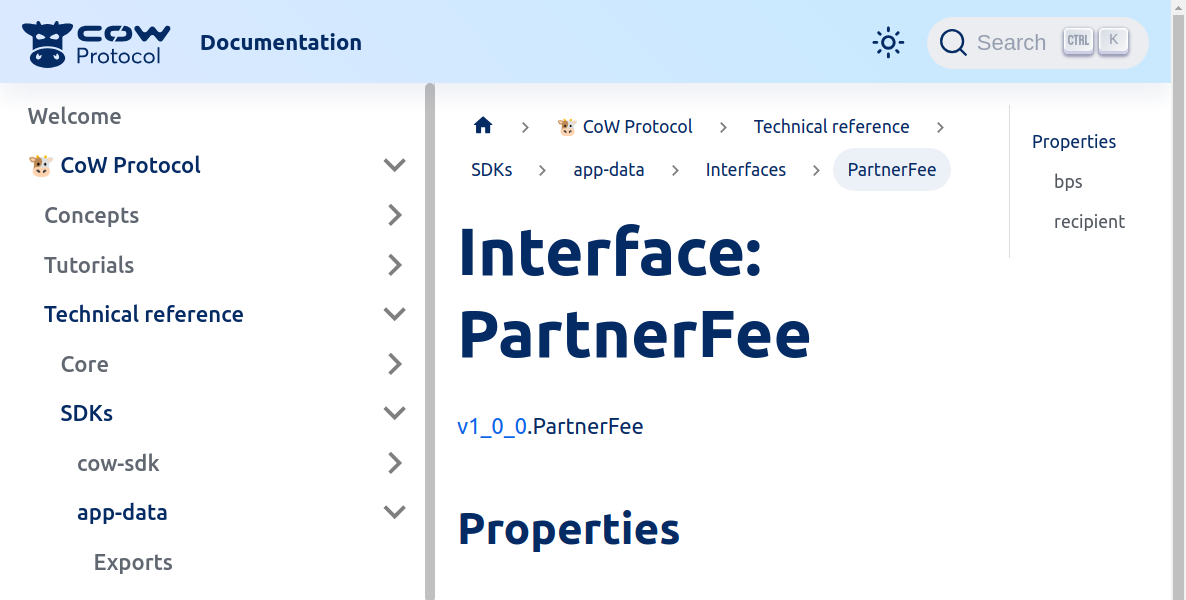 COW Protocol
Documentation
Search CTRL K
Welcome
🐮 CoW Protocol
Concepts
Tutorials
Technical reference
Core
SDKs
cow-sdk
app-data
Exports
🐮 CoW Protocol > Technical reference >
SDKs > app-data > Interfaces > PartnerFee
Interface:
PartnerFee
v1_0_0.PartnerFee
Properties
Properties
bps
recipient